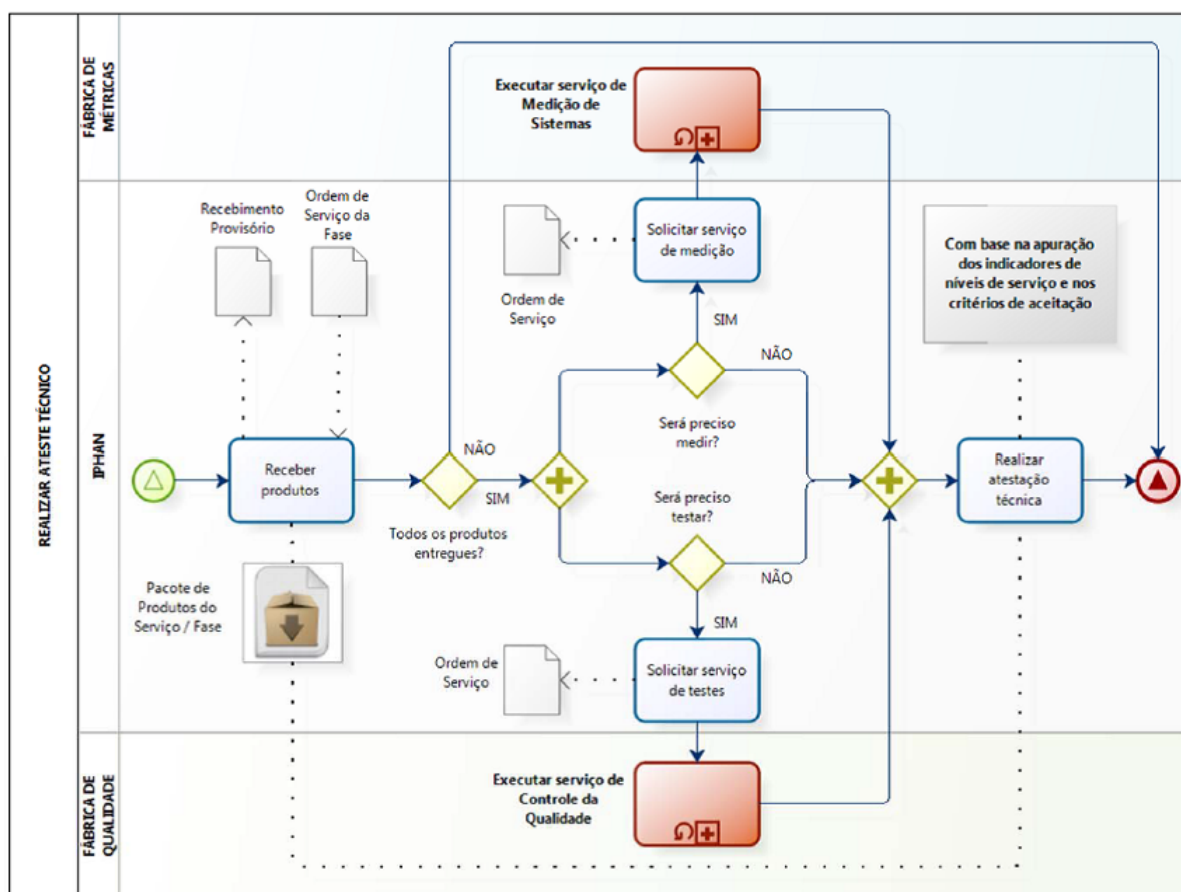 REALIZAR ATESTE TÉCNICO
FÁBRICA DE
MÉTRICAS
Executar serviço de
Medição de
Sistemas
IPHAN
Recebimento
Provisório
Ordem de
Serviço da
Fase
Solicitar serviço
de medição
Ordem de
Serviço
Com base na apuração
dos indicadores de
níveis de serviço e nos
critérios de aceitação
SIM
NÃO
Será preciso
medir?
Receber
produtos
NÃO
SIM
Todos os produtos
entregues?
Será preciso
testar?
NÃO
SIM
Realizar
atestação
técnica
Pacote de
Produtos do
Serviço / Fase
Ordem de
Serviço
Solicitar serviço
de testes
FÁBRICA DE
QUALIDADE
Executar serviço de
Controle da
Qualidade